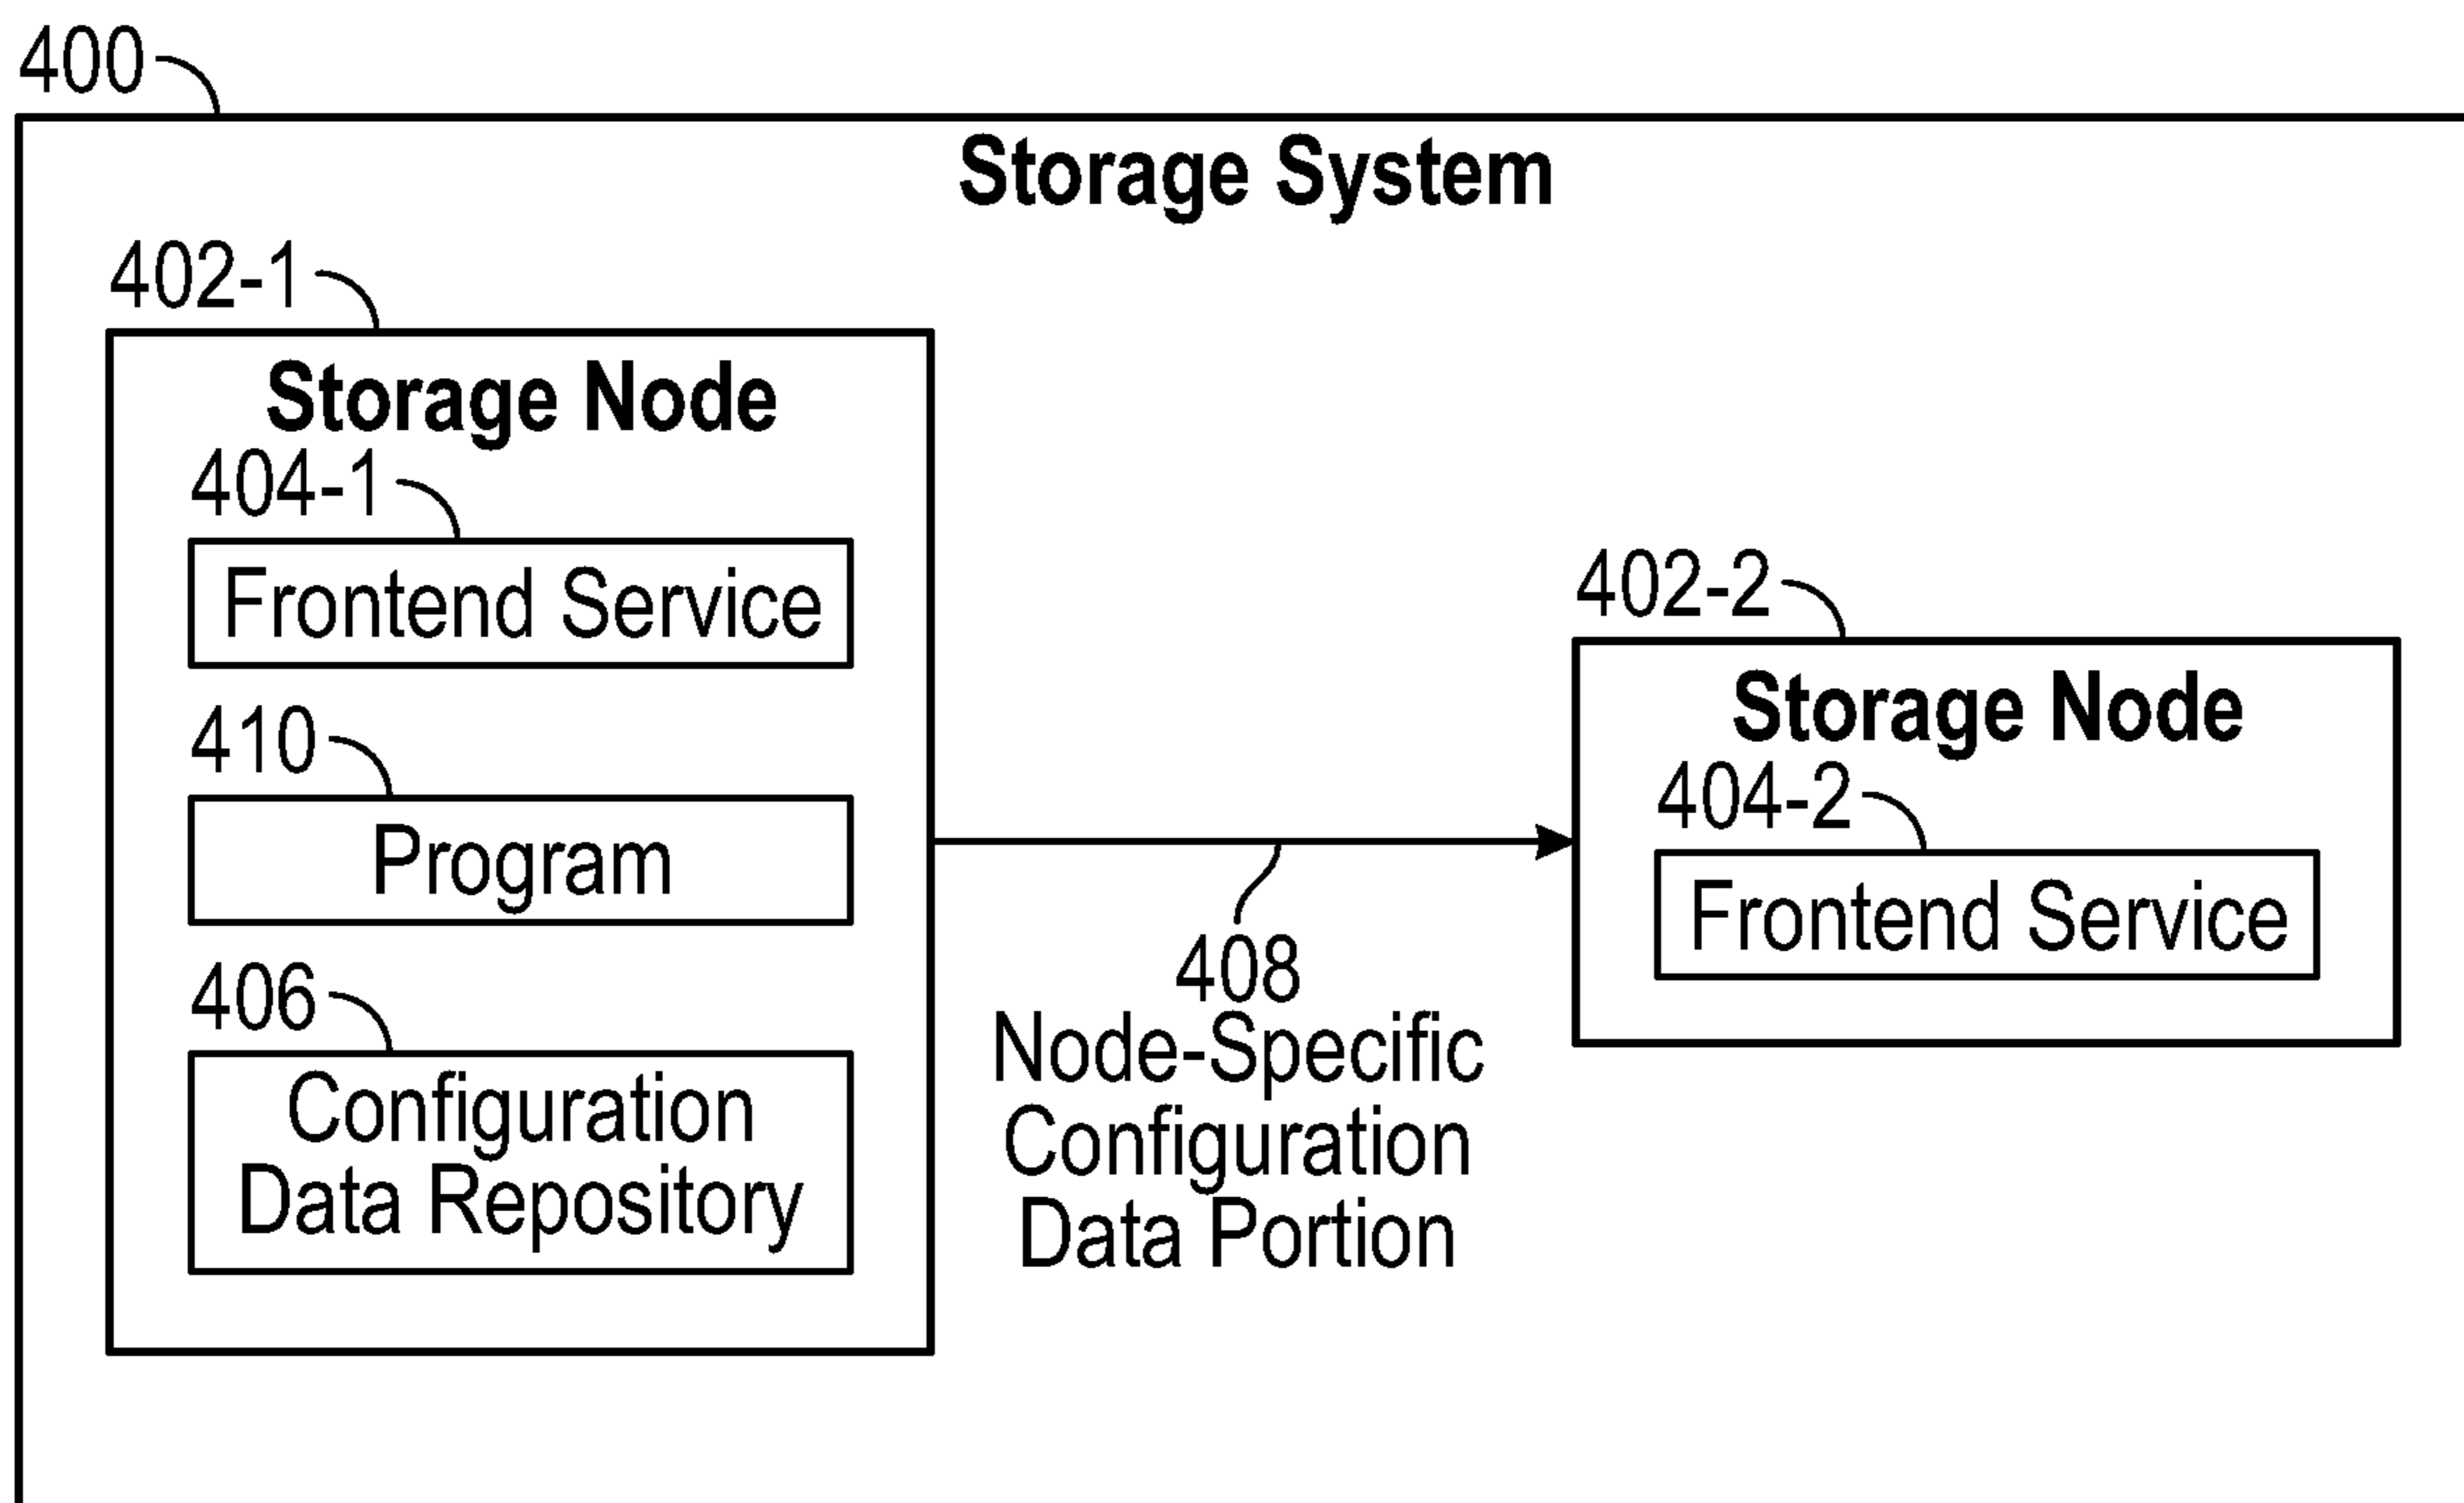 400
Storage System
402-1
Storage Node
404-1
Frontend Service
410
Program
406
Configuration
Data Repository
408
Node-Specific
Configuration
Data Portion
402-2
Storage Node
404-2
Frontend Service